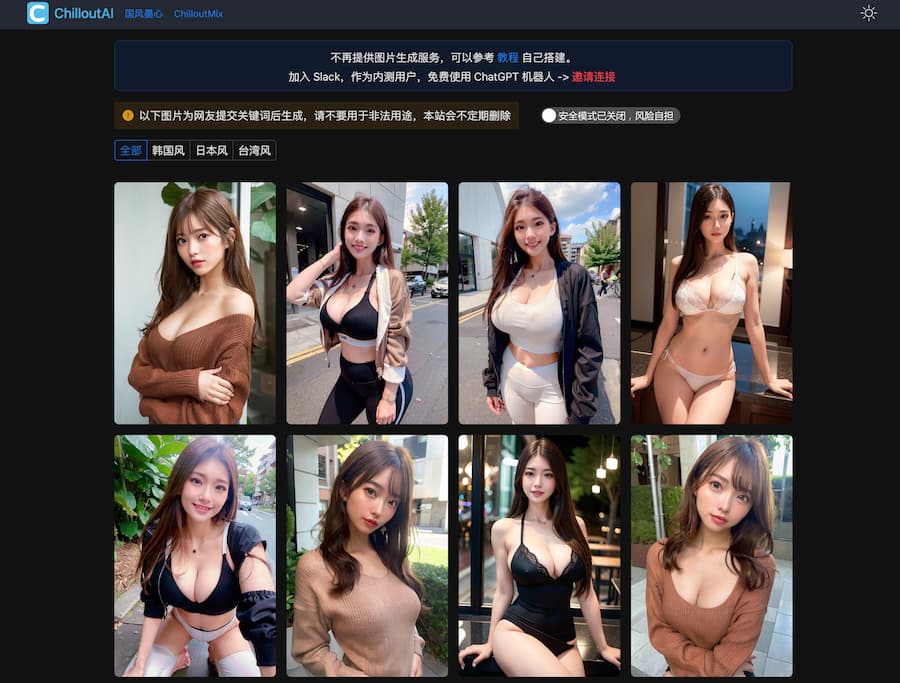 ChilloutAI 国风墨心 ChilloutMix
不再提供图片生成服务，可以参考 教程 自己搭建。
加入 Slack，作为内测用户，免费使用 ChatGPT 机器人 -> 邀请连接
以下图片为网友提交关键词后生成，请不要用于非法用途，本站会不定期删除
安全模式已关闭，风险自担
全部 韩国风 日本风 台湾风